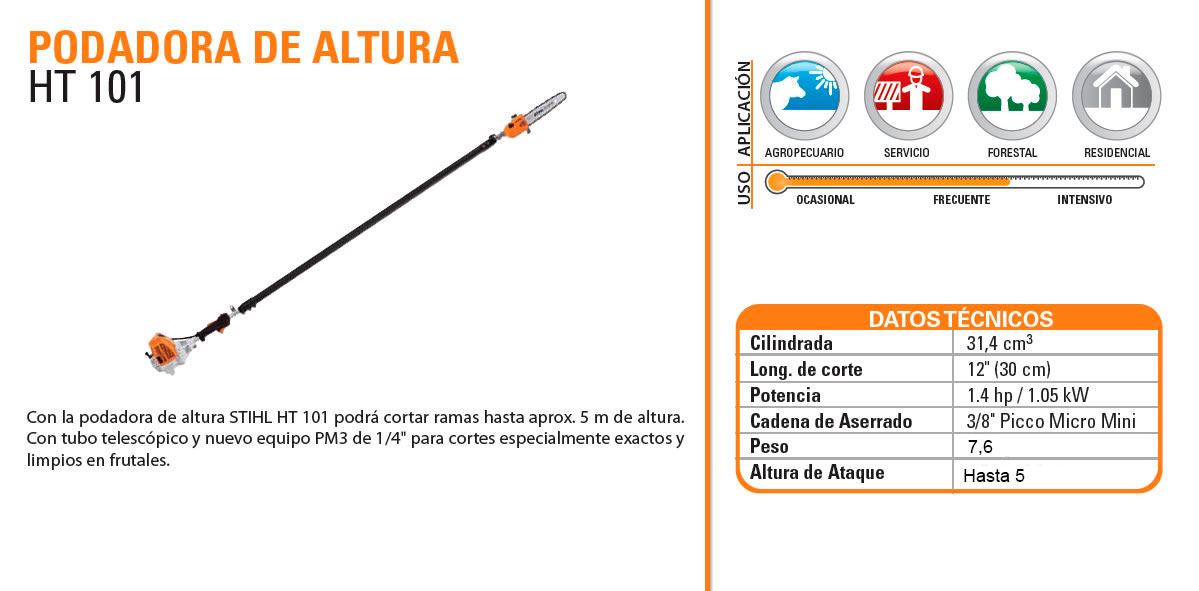 PODADORA DE ALTURA
HT 101
Con la podadora de altura STIHL HT 101 podrá cortar ramas hasta aprox. 5 m de altura.
Con tubo telescópico y nuevo equipo PM3 de 1/4" para cortes especialmente exactos y
limpios en frutales.
APLICACIÓN
AGROPECUARIO SERVICIO FORESTAL RESIDENCIAL
USO
OCASIONAL FRECUENTE INTENSIVO
DATOS TÉCNICOS
Cilindrada 31,4 cm³
Long. de corte 12" (30 cm)
Potencia 1.4 hp / 1.05 kW
Cadena de Aserrado 3/8" Picco Micro Mini
Peso 7,6
Altura de Ataque Hasta 5